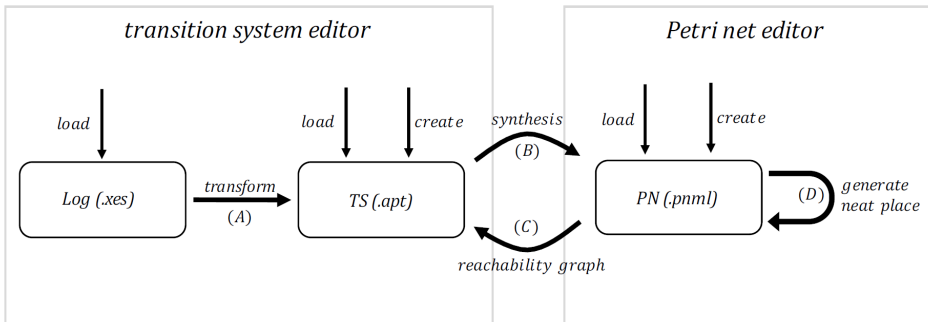 transition system editor
Petri net editor
load
load
create
synthesis
(B)
load
create
Log (.xes)
transform
(A)
TS (.apt)
PN (.pnml)
(D)
generate
neat place
(C)
reachability graph